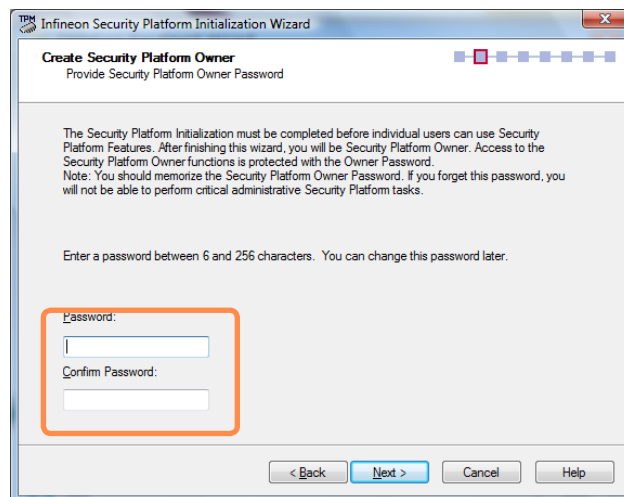 TPM Infineon Security Platform Initialization Wizard
Create Security Platform Owner
Provide Security Platform Owner Password
The Security Platform Initialization must be completed before individual users can use Security
Platform Features. After finishing this wizard, you will be Security Platform Owner. Access to the
Security Platform Owner functions is protected with the Owner Password.
Note: You should memorize the Security Platform Owner Password. If you forget this password, you
will not be able to perform critical administrative Security Platform tasks.
Enter a password between 6 and 256 characters. You can change this password later.
Password:
Confirm Password:
< Back Next > Cancel Help